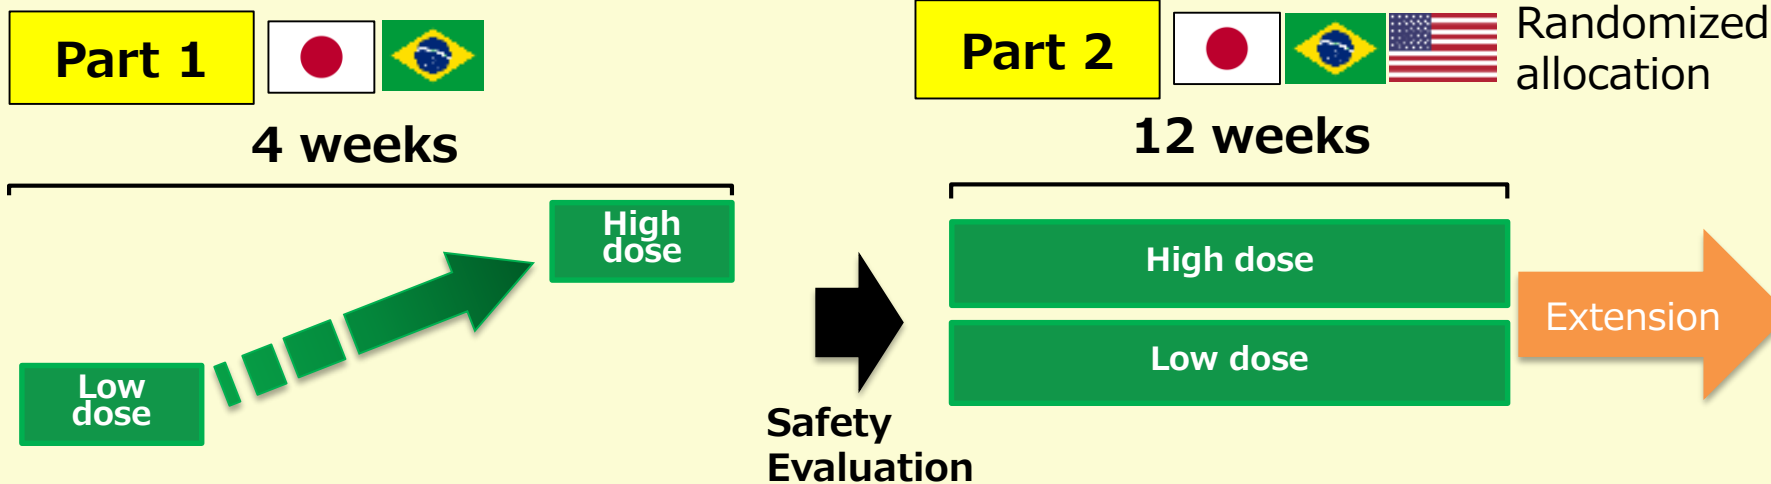 Part 1
4 weeks
Low
dose
High
dose
Safety
Evaluation
Part 2
Randomized
allocation
12 weeks
High dose
Low dose
Extension